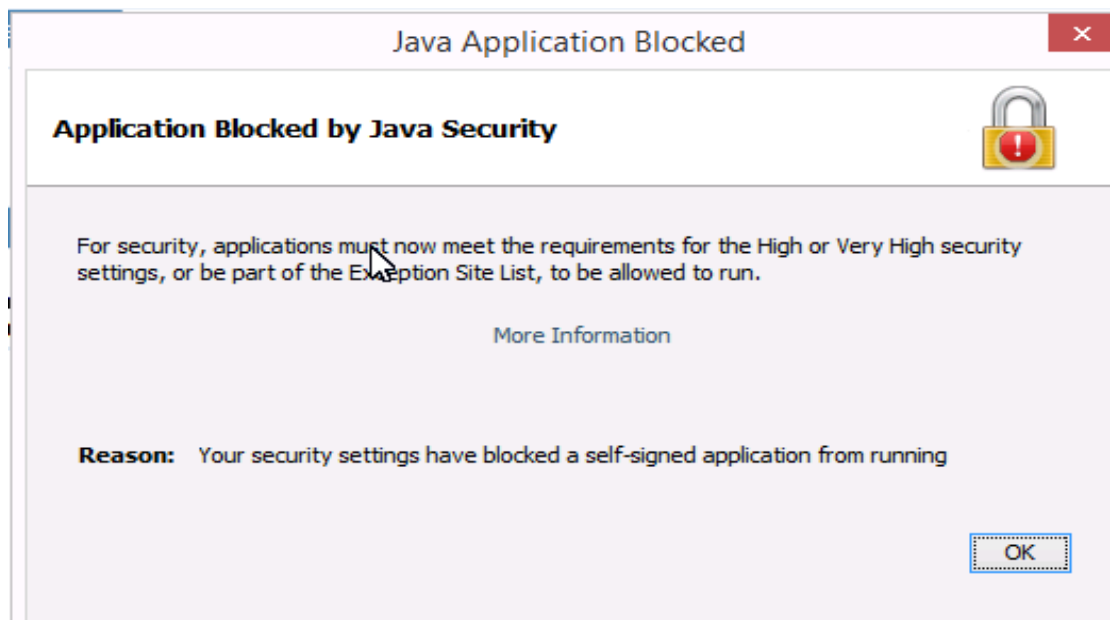 Java Application Blocked
Application Blocked by Java Security
For security, applications must now meet the requirements for the High or Very High security
settings, or be part of the Exception Site List, to be allowed to run.
More Information
Reason: Your security settings have blocked a self-signed application from running
OK